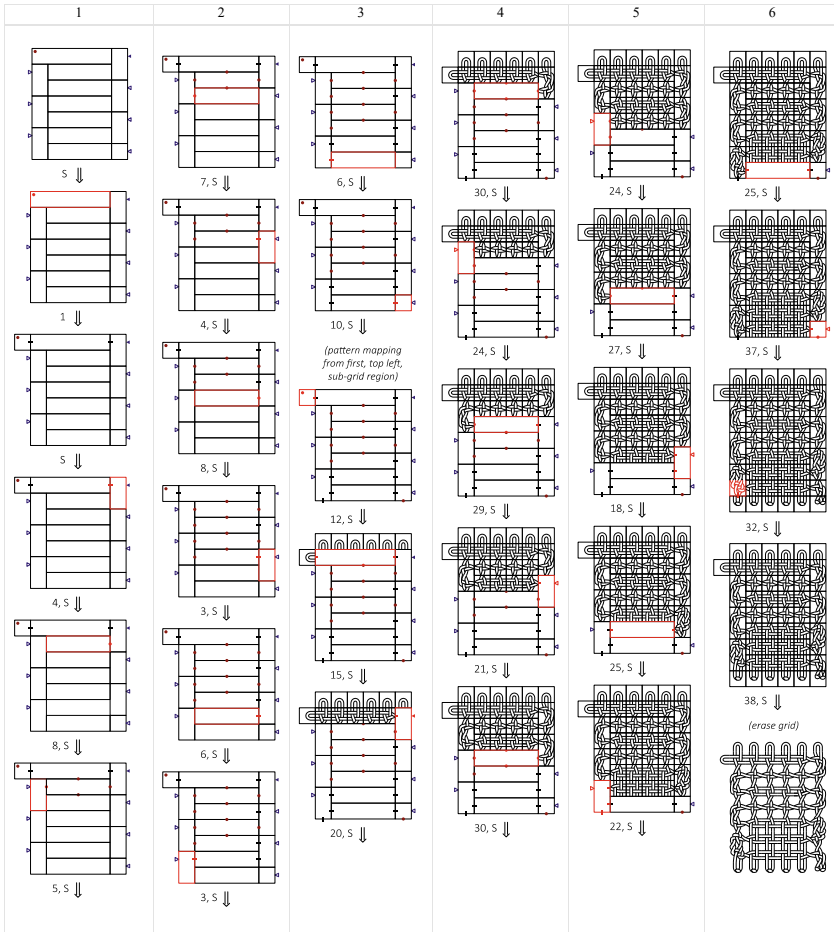 1
2
3
4
5
6
S
1
S
4, S
8, S
5, S
7, S
4, S
8, S
3, S
6, S
3, S
6, S
10, S
(pattern mapping
from first, top left,
sub-grid region)
12, S
15, S
20, S
30, S
24, S
29, S
21, S
30, S
24, S
27, S
18, S
25, S
22, S
25, S
37, S
32, S
38, S
(erase grid)